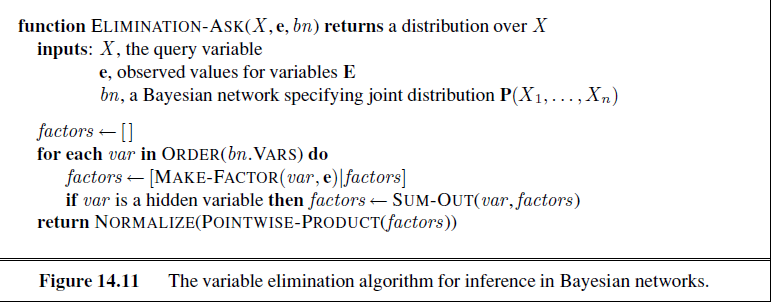 function ELIMINATION-ASK(X, e, bn) returns a distribution over X
inputs: X, the query variable
e, observed values for variables E
bn, a Bayesian network specifying joint distribution P(X₁, . . . , Xₙ)
factors ← [ ]
for each var in ORDER(bn.VARS) do
factors ← [MAKE-FACTOR(var, e)|factors]
if var is a hidden variable then factors ← SUM-OUT(var, factors)
return NORMALIZE(POINTWISE-PRODUCT(factors))
Figure 14.11 The variable elimination algorithm for inference in Bayesian networks.